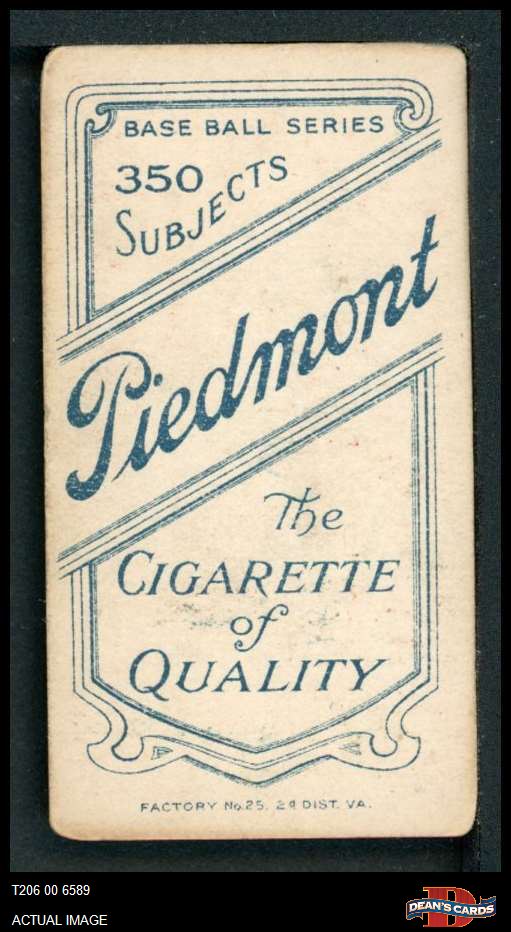 BASE BALL SERIES
350
SUBJECTS
Piedmont
The
CIGARETTE
of
QUALITY
FACTORY No. 25. 2d DIST. VA.
T206 00 6589
ACTUAL IMAGE
D
DEAN'S CARDS